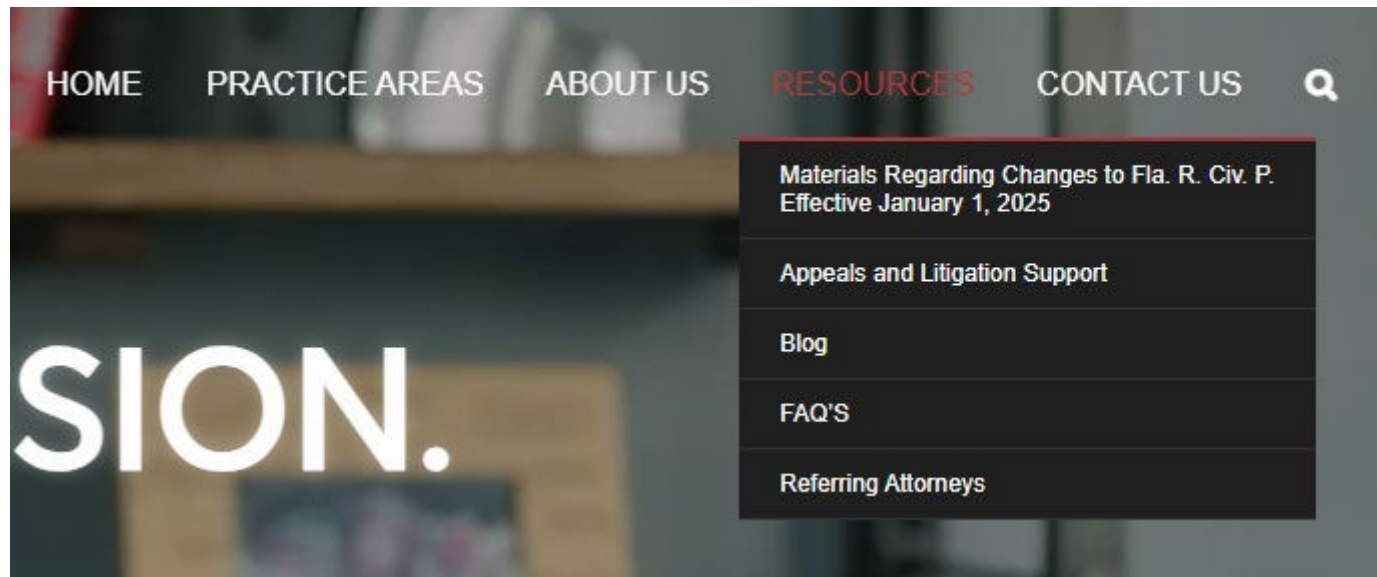 HOME PRACTICE AREAS ABOUT US RESOURCES CONTACT US
Materials Regarding Changes to Fla. R. Civ. P.
Effective January 1, 2025
Appeals and Litigation Support
Blog
FAQ'S
Referring Attorneys
SION.